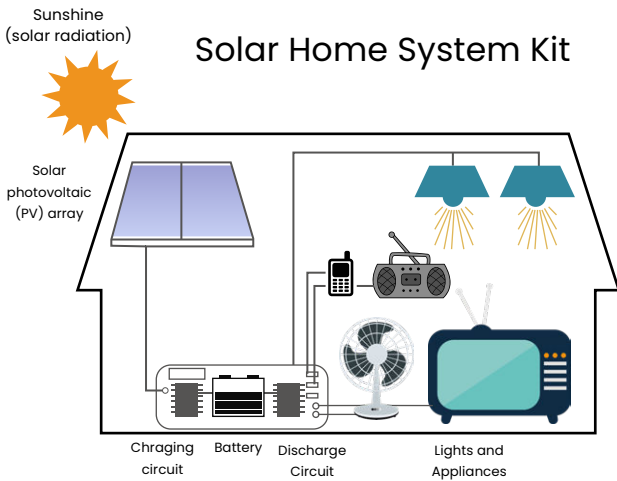 Sunshine
(solar radiation)
Solar Home System Kit
Solar
photovoltaic
(PV) array
Chraging
circuit
Battery
Discharge
Circuit
Lights and
Appliances